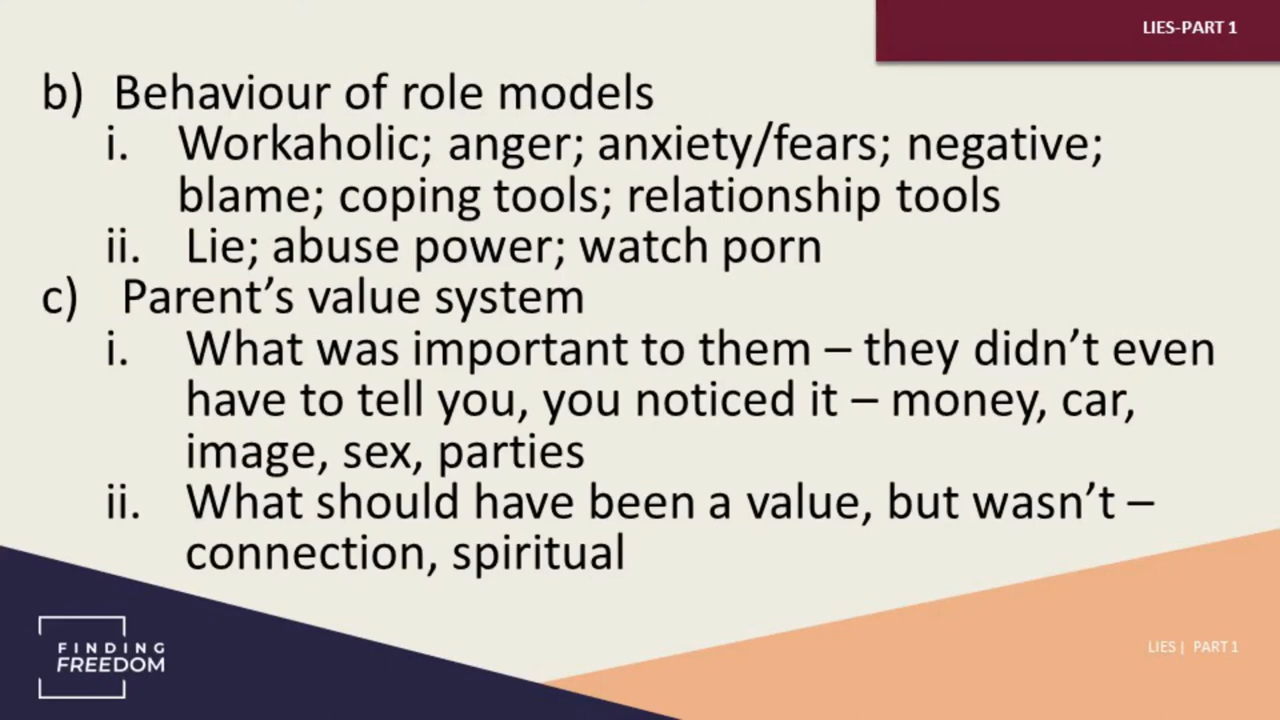 LIES-PART 1
b) Behaviour of role models
i. Workaholic; anger; anxiety/fears; negative;
blame; coping tools; relationship tools
ii. Lie; abuse power; watch porn
c) Parent’s value system
i. What was important to them – they didn’t even
have to tell you, you noticed it – money, car,
image, sex, parties
ii. What should have been a value, but wasn’t –
connection, spiritual
FINDING
FREEDOM
LIES | PART 1